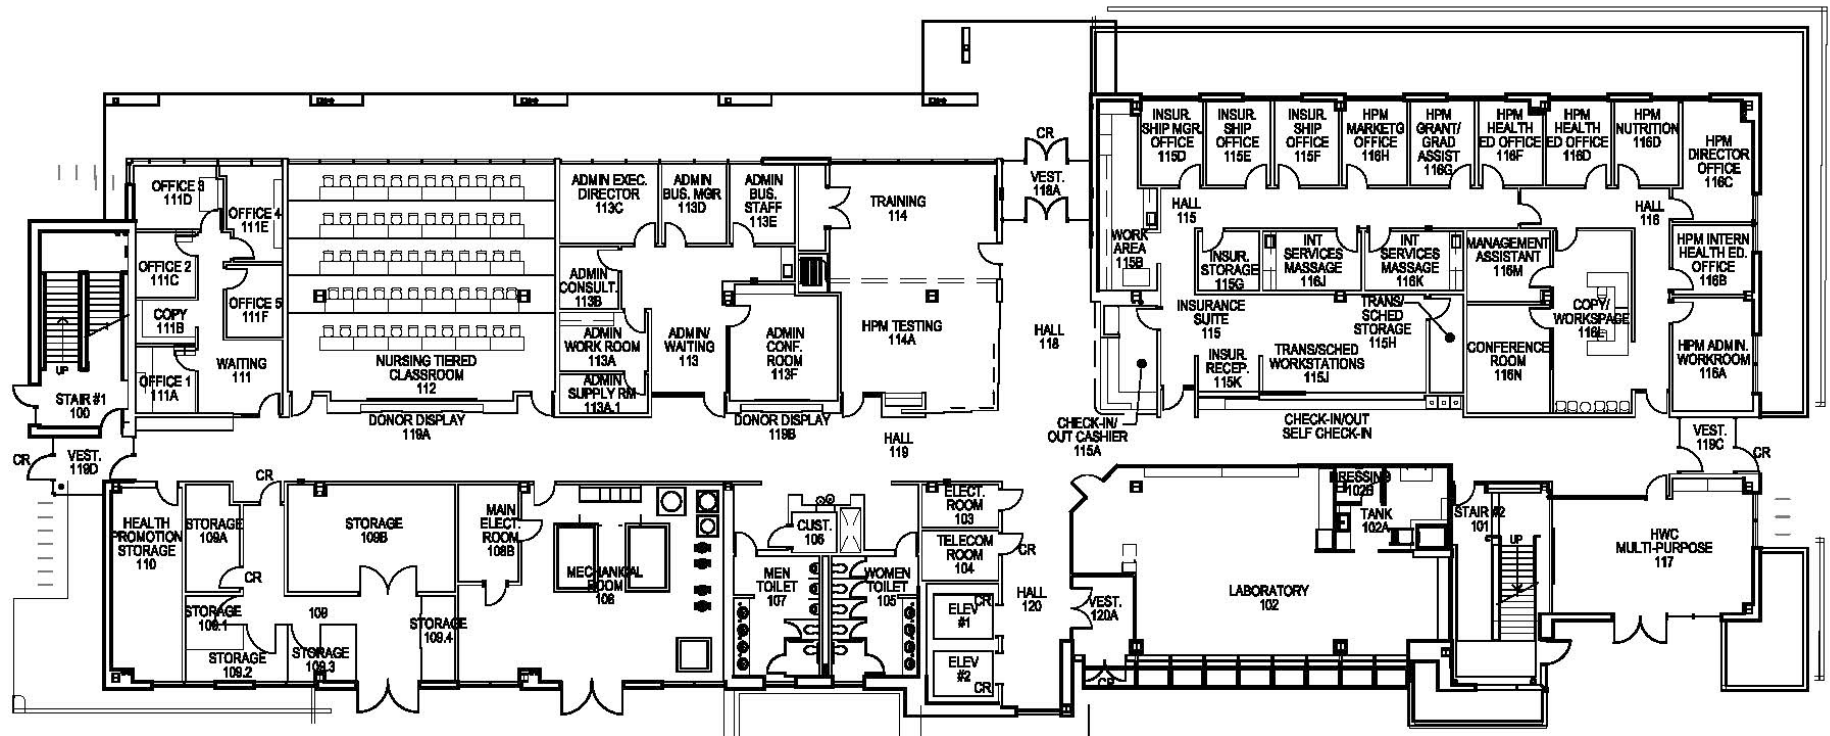 OFFICE 3
111D
OFFICE 4
111E
OFFICE 2
111C
OFFICE 5
111F
COPY
111B
OFFICE 1
111A
WAITING
111
UP
STAIR #1
100
CR
VEST.
119D
NURSING TIERED
CLASSROOM
112
DONOR DISPLAY
119A
ADMIN EXEC.
DIRECTOR
113C
ADMIN
BUS. MGR
113D
ADMIN
BUS.
STAFF
113E
ADMIN
CONSULT.
113B
ADMIN
WORK ROOM
113A
ADMIN
SUPPLY RM
113A.1
ADMIN/
WAITING
113
ADMIN
CONF.
ROOM
113F
DONOR DISPLAY
119B
TRAINING
114
HPM TESTING
114A
HALL
119
CR
VEST.
118A
HALL
118
WORK
AREA
115B
INSUR.
SHIP MGR.
OFFICE
115D
INSUR.
SHIP
OFFICE
115E
INSUR.
SHIP
OFFICE
115F
HPM
MARKETG
OFFICE
116H
HPM
GRANT/
GRAD
ASSIST
116G
HPM
HEALTH
ED OFFICE
116F
HPM
HEALTH
ED OFFICE
116D
HPM
NUTRITION
116D
HPM
DIRECTOR
OFFICE
116C
HALL
115
HALL
116
INSUR.
STORAGE
115G
INT
SERVICES
MASSAGE
116J
INT
SERVICES
MASSAGE
116K
MANAGEMENT
ASSISTANT
116M
HPM INTERN
HEALTH ED.
OFFICE
116B
INSURANCE
SUITE
115
TRANS/
SCHED
STORAGE
115H
COPY/
WORKSPACE
116L
INSUR.
RECEP.
115K
TRANS/SCHED
WORKSTATIONS
115J
CONFERENCE
ROOM
116N
HPM ADMIN.
WORKROOM
116A
CHECK-IN/
OUT CASHIER
115A
CHECK-IN/OUT
SELF CHECK-IN
VEST.
119C
CR
HEALTH
PROMOTION
STORAGE
110
STORAGE
109A
CR
CR
STORAGE
109B
STORAGE
109.1
109
STORAGE
109.2
STORAGE
109.3
STORAGE
109.4
MAIN
ELECT.
ROOM
108B
MECHANICAL
ROOM
108
CUST.
106
MEN
TOILET
107
WOMEN
TOILET
105
ELECT.
ROOM
103
TELECOM
ROOM
104
CR
ELEV
#1
CR
ELEV
#2
CR
HALL
120
VEST.
120A
CR
LABORATORY
102
DRESSING
102B
TANK
102A
STAIR #2
101
UP
HWC
MULTI-PURPOSE
117